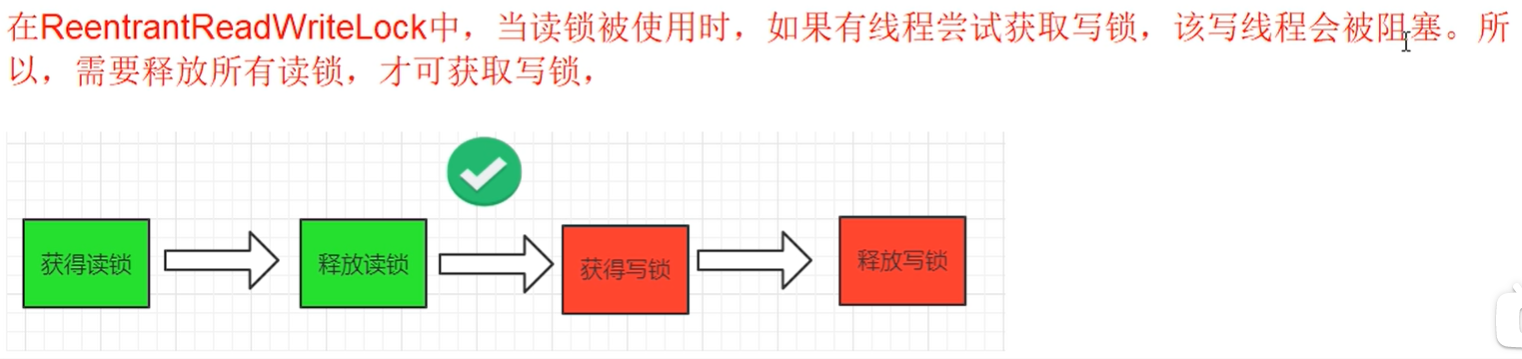 在ReentrantReadWriteLock中，当读锁被使用时，如果有线程尝试获取写锁，该写线程会被阻塞。所
以，需要释放所有读锁，才可获取写锁，
获得读锁
释放读锁
获得写锁
释放写锁